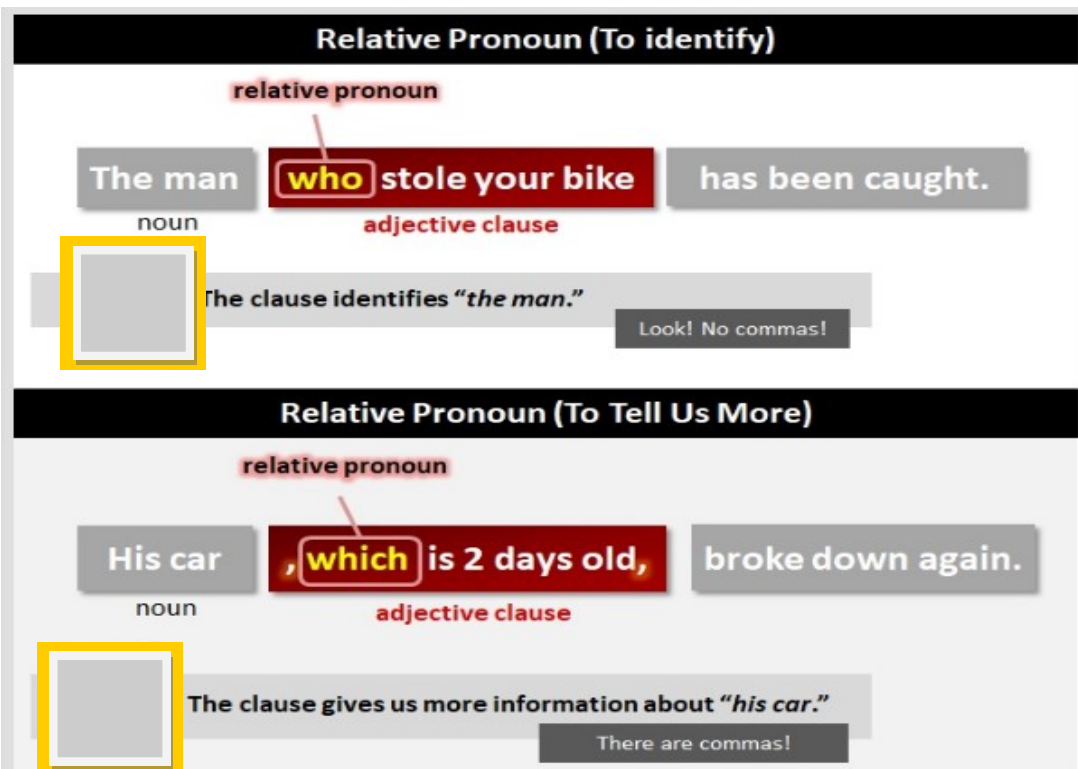 Relative Pronoun (To identify)
relative pronoun
The man who stole your bike has been caught.
noun adjective clause
The clause identifies “the man.”
Look! No commas!
Relative Pronoun (To Tell Us More)
relative pronoun
His car , which is 2 days old, broke down again.
noun adjective clause
The clause gives us more information about “his car.”
There are commas!